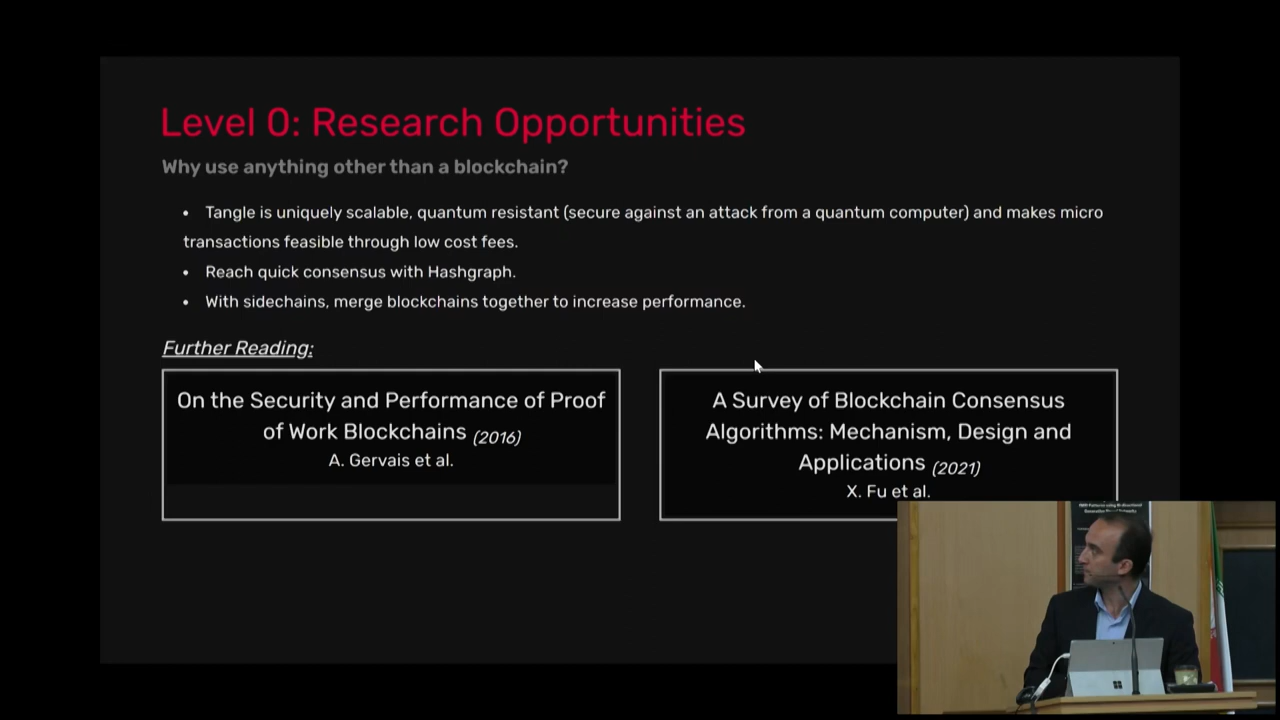 Level 0: Research Opportunities
Why use anything other than a blockchain?
• Tangle is uniquely scalable, quantum resistant (secure against an attack from a quantum computer) and makes micro
transactions feasible through low cost fees.
• Reach quick consensus with Hashgraph.
• With sidechains, merge blockchains together to increase performance.
Further Reading:
On the Security and Performance of Proof
of Work Blockchains (2016)
A. Gervais et al.
A Survey of Blockchain Consensus
Algorithms: Mechanism, Design and
Applications (2021)
X. Fu et al.